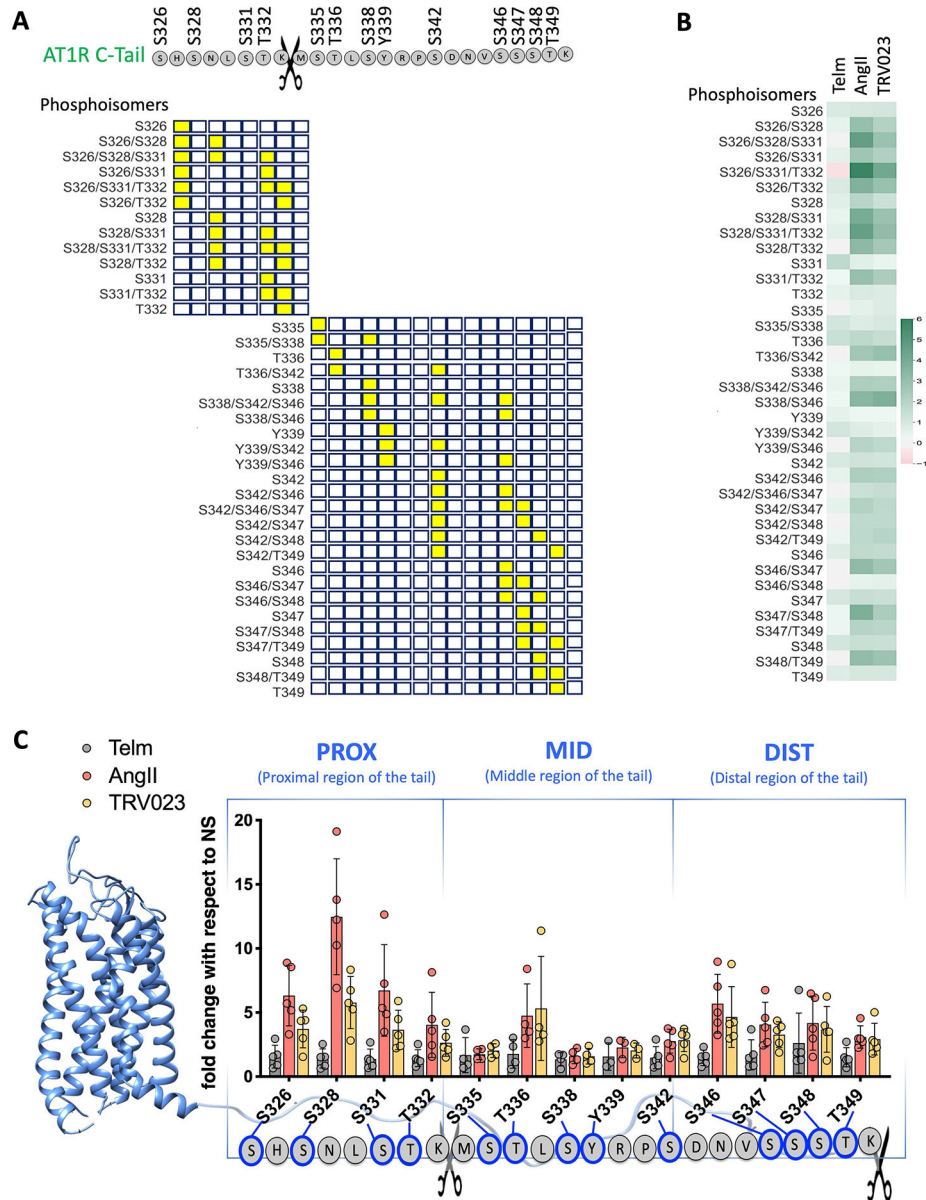 A
S326 S328 S331 T332 S335 T336 S338 Y339 S342 S346 S347 S348 T349
AT1R C-Tail S H S N L S T K M S T L S Y R P S D N V S S S T K
Phosphoisomers
S326
S326/S328
S326/S328/S331
S326/S331
S326/S331/T332
S326/T332
S328
S328/S331
S328/S331/T332
S328/T332
S331
S331/T332
T332
S335
S335/S338
T336
T336/S342
S338
S338/S342/S346
S338/S346
Y339
Y339/S342
Y339/S346
S342
S342/S346
S342/S346/S347
S342/S347
S342/S348
S342/T349
S346
S346/S347
S346/S348
S347
S347/S348
S347/T349
S348
S348/T349
T349
B
Telm AngII TRV023
Phosphoisomers
S326
S326/S328
S326/S328/S331
S326/S331
S326/S331/T332
S326/T332
S328
S328/S331
S328/S331/T332
S328/T332
S331
S331/T332
T332
S335
S335/S338
T336
T336/S342
S338
S338/S342/S346
S338/S346
Y339
Y339/S342
Y339/S346
S342
S342/S346
S342/S346/S347
S342/S347
S342/S348
S342/T349
S346
S346/S347
S346/S348
S347
S347/S348
S347/T349
S348
S348/T349
T349
6
5
4
3
2
1
0
-1
C
Telm
AngII
TRV023
PROX MID DIST
(Proximal region of the tail) (Middle region of the tail) (Distal region of the tail)
fold change with respect to NS
20
15
10
5
0
S326 S328 S331 T332 S335 T336 S338 Y339 S342 S346 S347 S348 T349
S H S N L S T K M S T L S Y R P S D N V S S S T K